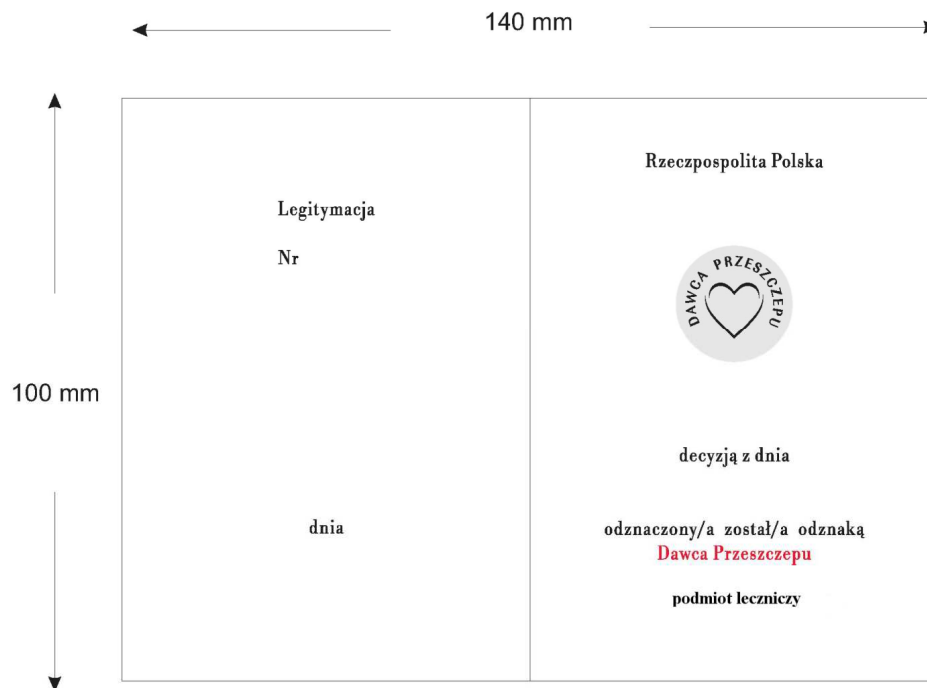 140 mm
100 mm
Legitymacja
Nr
dnia
Rzeczpospolita Polska
DAWCA PRZESZCZEPU
decyzją z dnia
odznaczony/a został/a odznaką
Dawca Przeszczepu
podmiot leczniczy